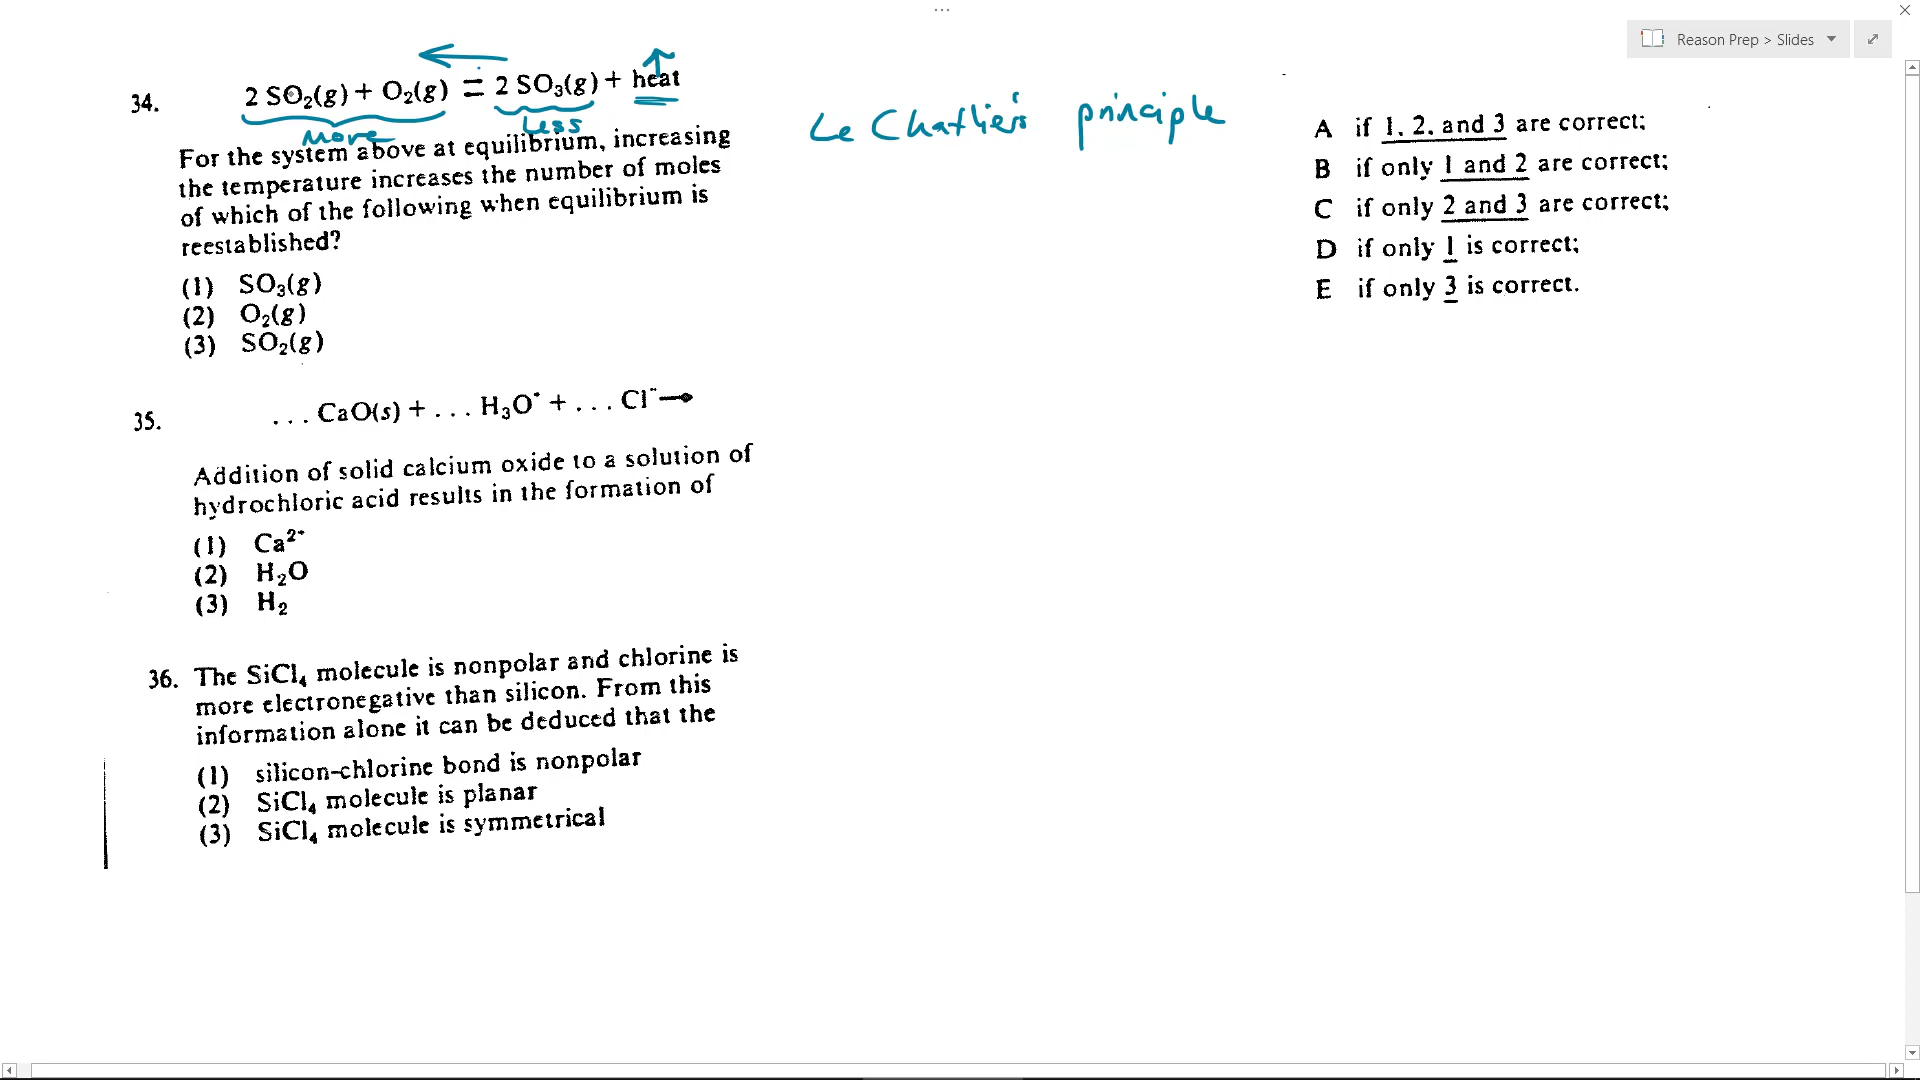 ...
Reason Prep > Slides
34. 2 SO₂(g) + O₂(g) = 2 SO₃(g) + heat
more less
Le Chatlier's principle
For the system above at equilibrium, increasing
the temperature increases the number of moles
of which of the following when equilibrium is
reestablished?
(1) SO₃(g)
(2) O₂(g)
(3) SO₂(g)
A if 1, 2, and 3 are correct;
B if only 1 and 2 are correct;
C if only 2 and 3 are correct;
D if only 1 is correct;
E if only 3 is correct.
35. ... CaO(s) + ... H₃O⁺ + ... Cl⁻ →
Addition of solid calcium oxide to a solution of
hydrochloric acid results in the formation of
(1) Ca²⁺
(2) H₂O
(3) H₂
36. The SiCl₄ molecule is nonpolar and chlorine is
more electronegative than silicon. From this
information alone it can be deduced that the
(1) silicon-chlorine bond is nonpolar
(2) SiCl₄ molecule is planar
(3) SiCl₄ molecule is symmetrical